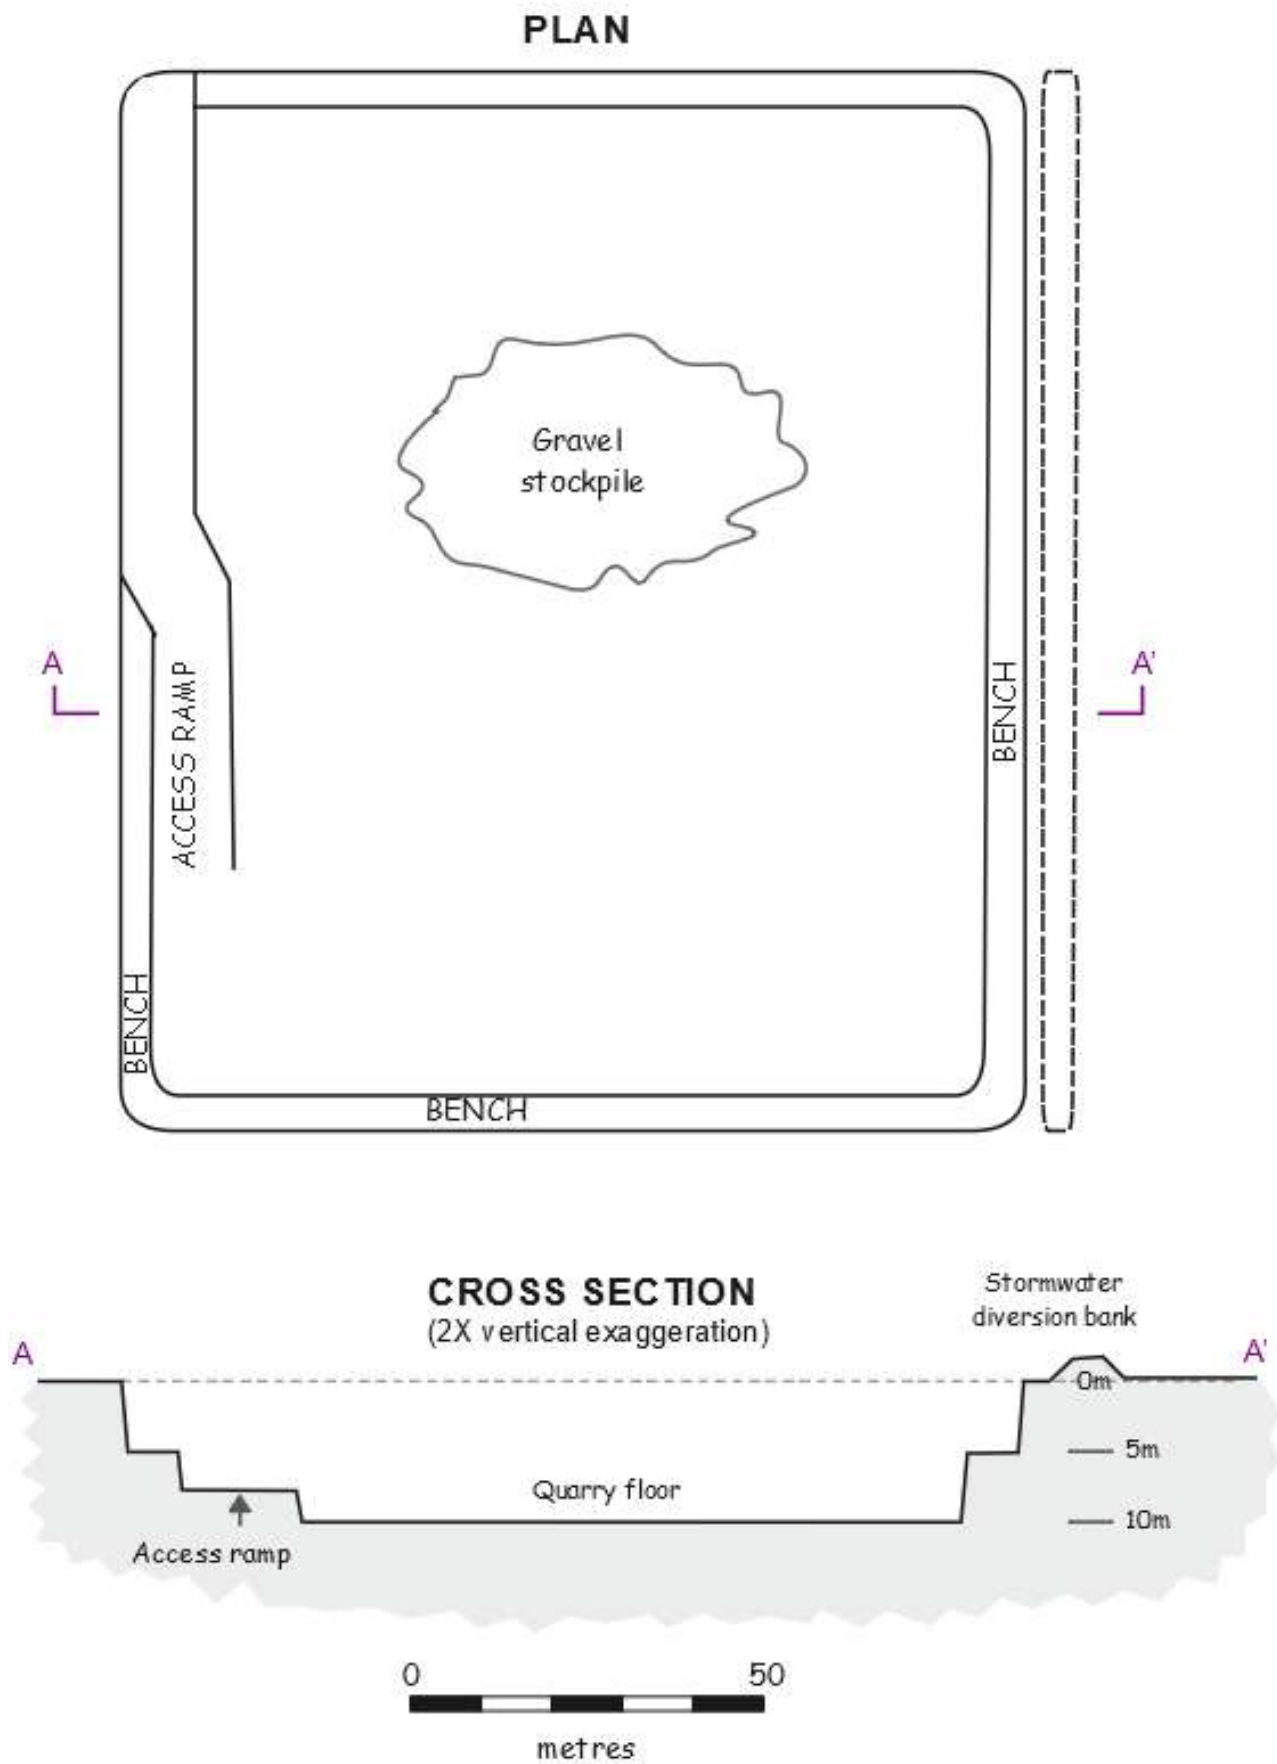 PLAN
Gravel
stockpile
A
A'
ACCESS RAMP
BENCH
BENCH
BENCH
CROSS SECTION
(2X vertical exaggeration)
Stormwater
diversion bank
A
A'
0m
5m
Quarry floor
10m
Access ramp
0 50
metres